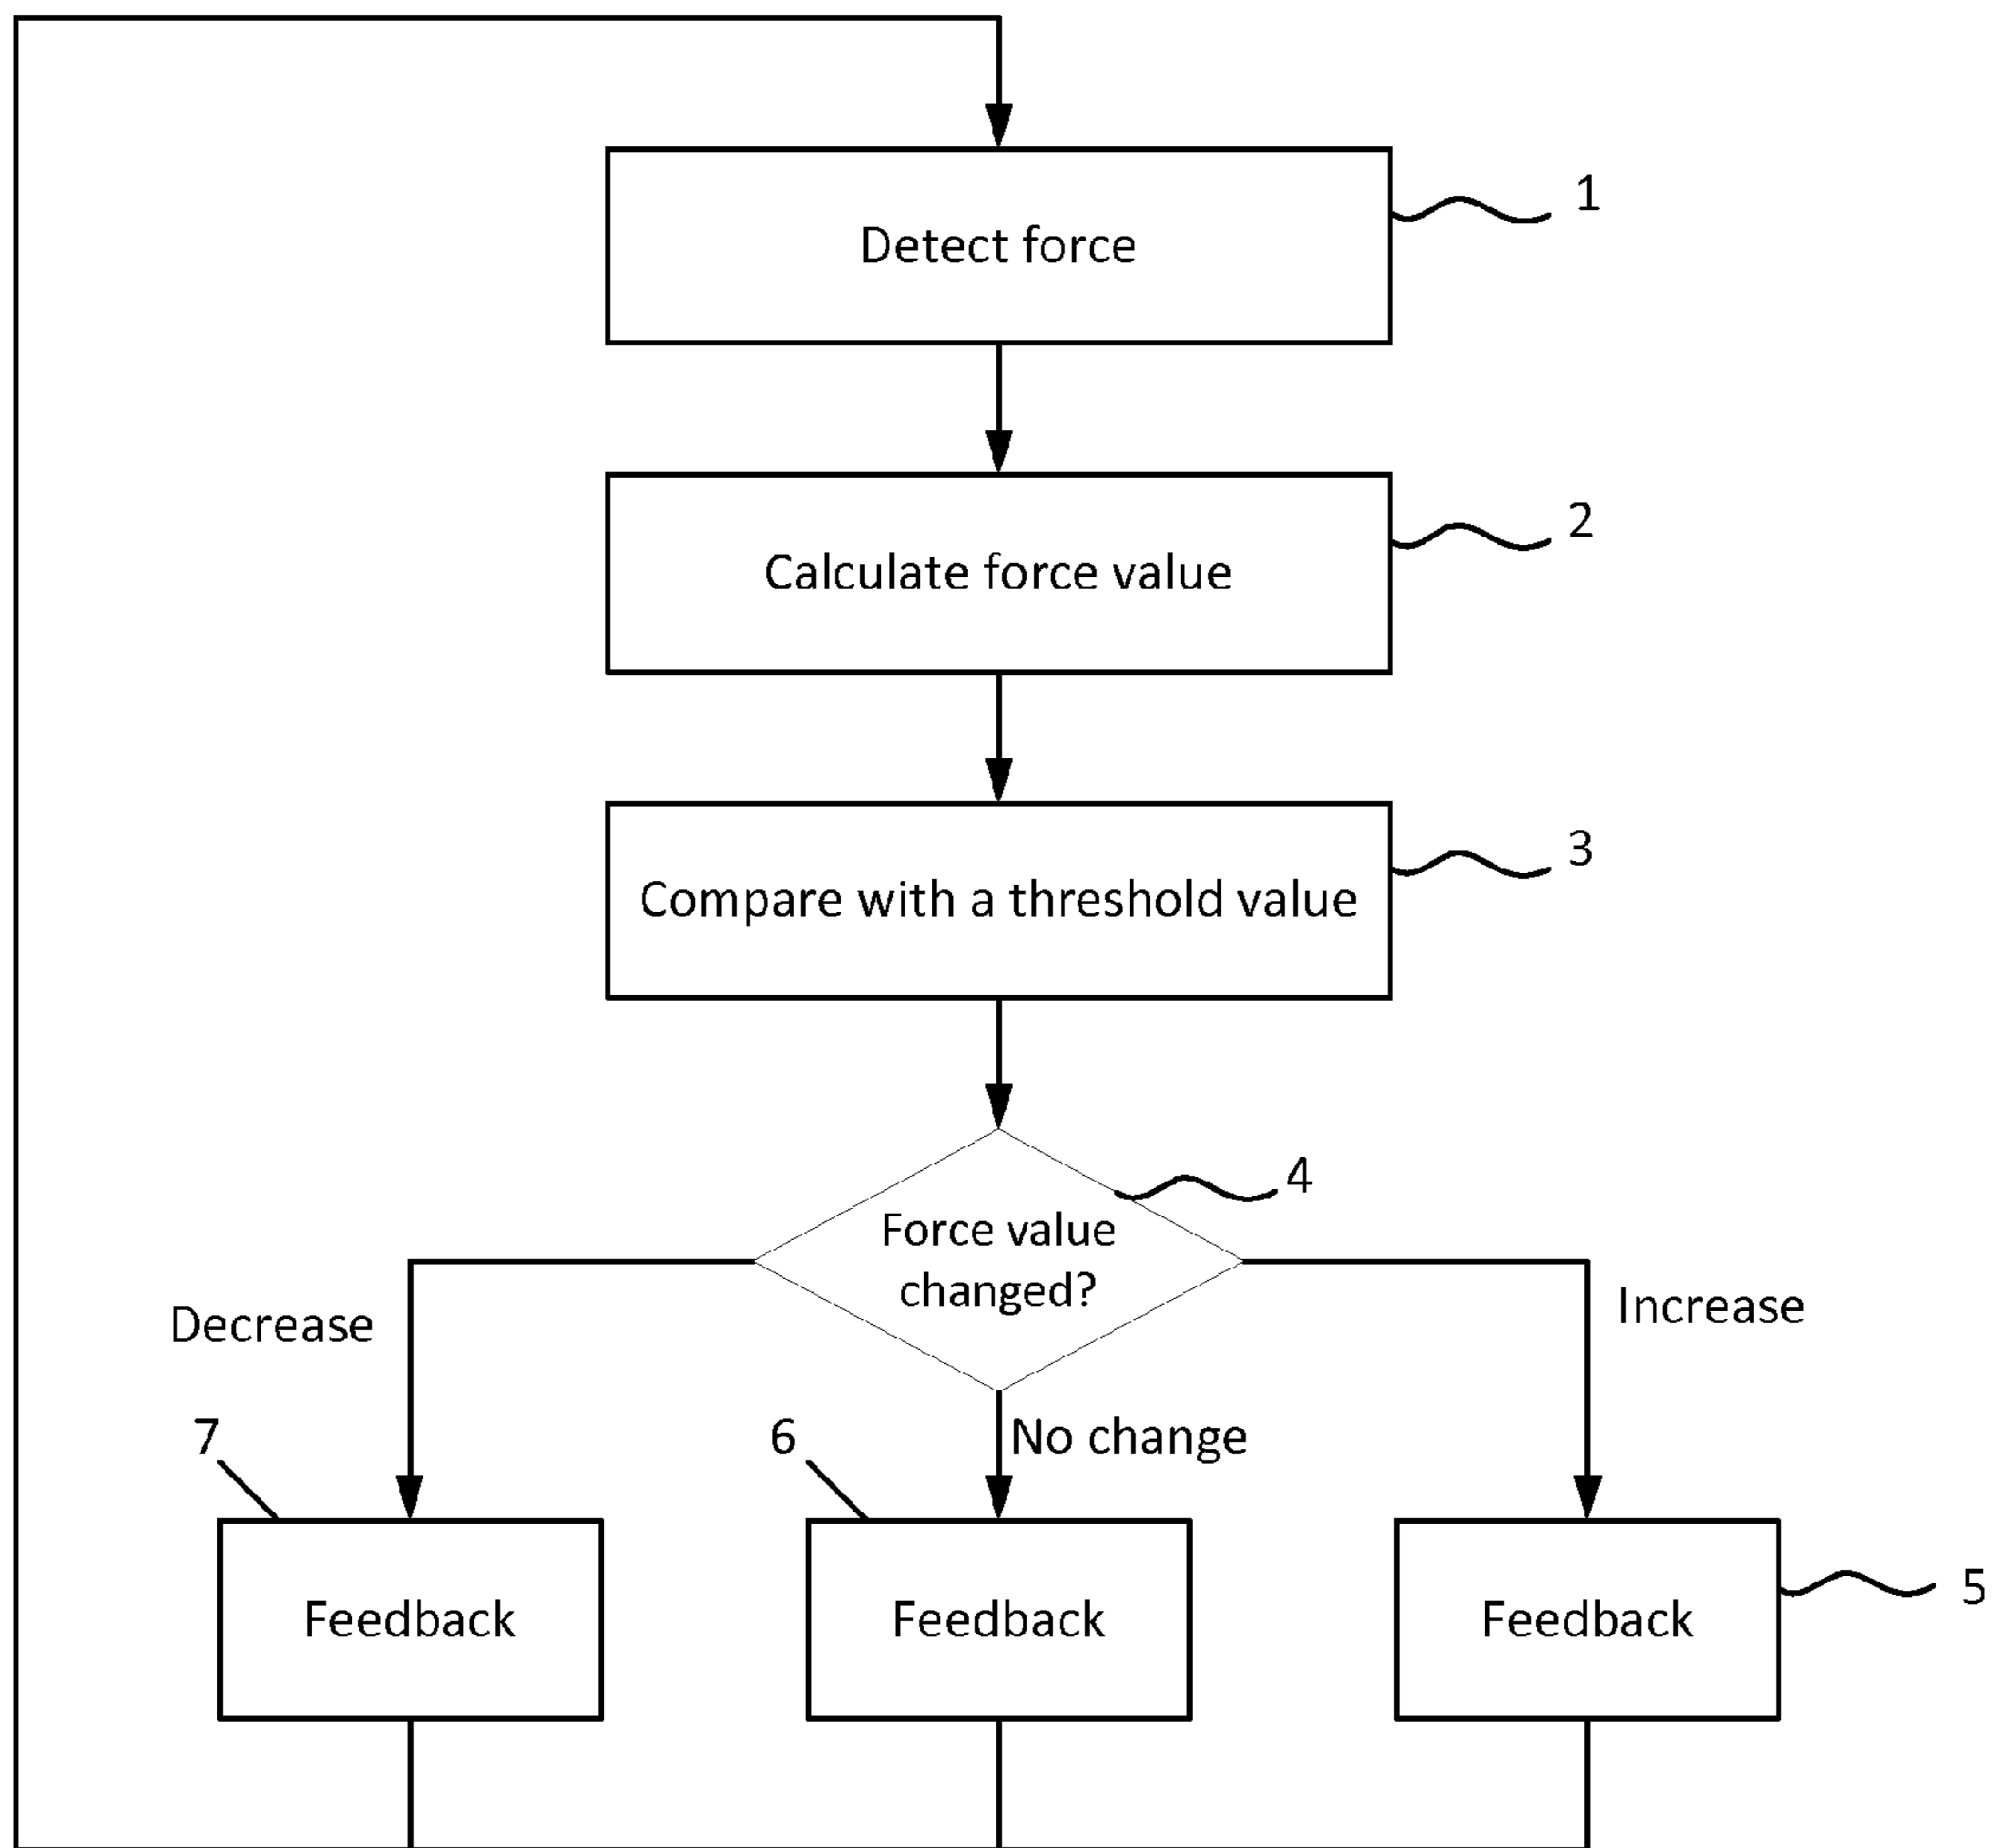 Detect force
1
Calculate force value
2
Compare with a threshold value
3
4
Force value
changed?
Decrease
Increase
7
6
No change
Feedback
Feedback
Feedback
5